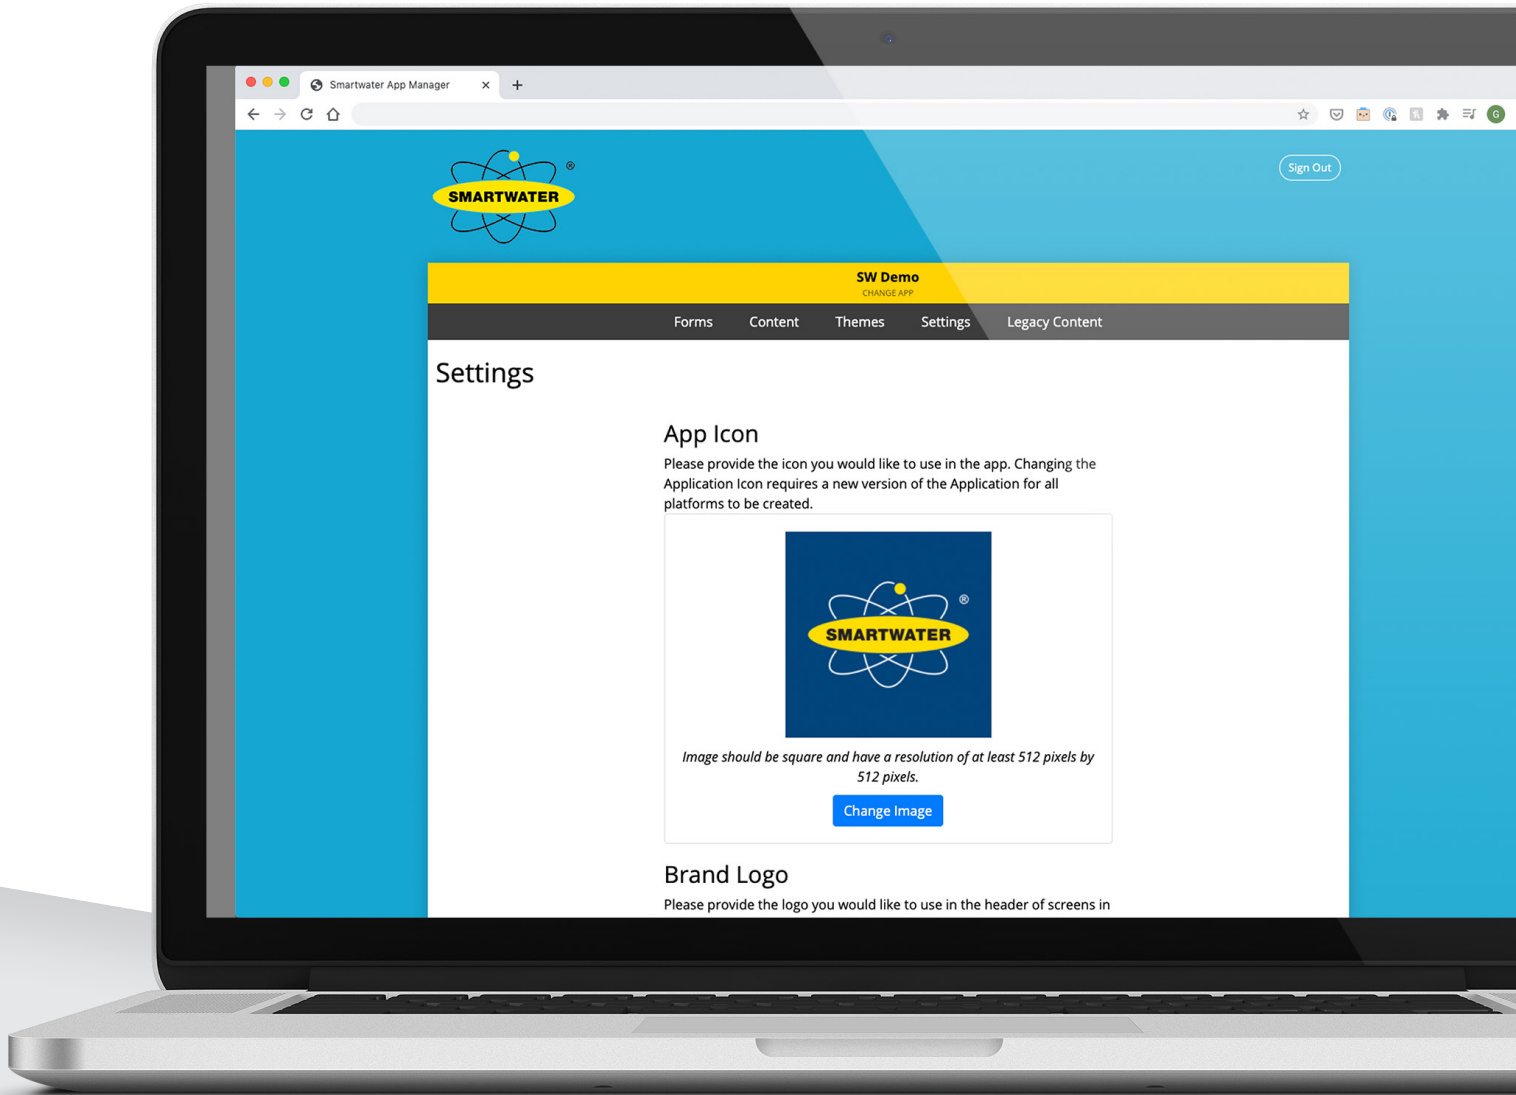 Smartwater App Manager
G
SMARTWATER
®
Sign Out
SW Demo
CHANGE APP
Forms Content Themes Settings Legacy Content
Settings
App Icon
Please provide the icon you would like to use in the app. Changing the
Application Icon requires a new version of the Application for all
platforms to be created.
SMARTWATER
®
Image should be square and have a resolution of at least 512 pixels by
512 pixels.
Change Image
Brand Logo
Please provide the logo you would like to use in the header of screens in